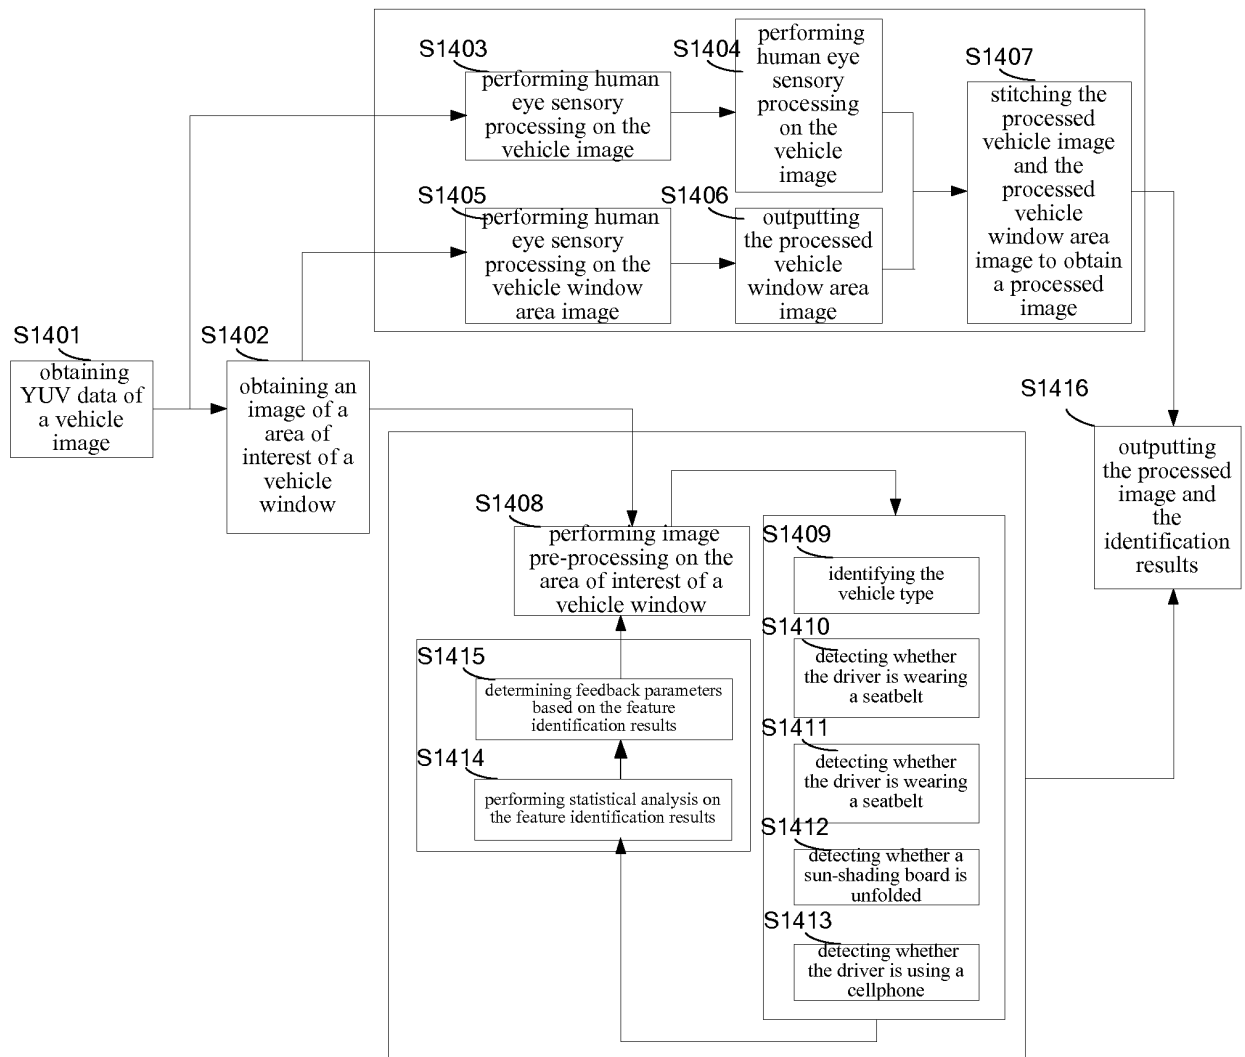 S1401
obtaining
YUV data of
a vehicle
image
S1402
obtaining an
image of a
area of
interest of a
vehicle
window
S1403
performing human
eye sensory
processing on the
vehicle image
S1404
performing
human eye
sensory
processing
on the
vehicle
image
S1405
performing human
eye sensory
processing on the
vehicle window
area image
S1406
outputting
the processed
vehicle
window area
image
S1407
stitching the
processed
vehicle image
and the
processed
vehicle
window area
image to obtain
a processed
image
S1408
performing image
pre-processing on the
area of interest of a
vehicle window
S1409
identifying the
vehicle type
S1410
detecting whether
the driver is wearing
a seatbelt
S1411
detecting whether
the driver is wearing
a seatbelt
S1412
detecting whether a
sun-shading board is
unfolded
S1413
detecting whether
the driver is using a
cellphone
S1414
performing statistical analysis on
the feature identification results
S1415
determining feedback parameters
based on the feature
identification results
S1416
outputting
the processed
image and
the
identification
results